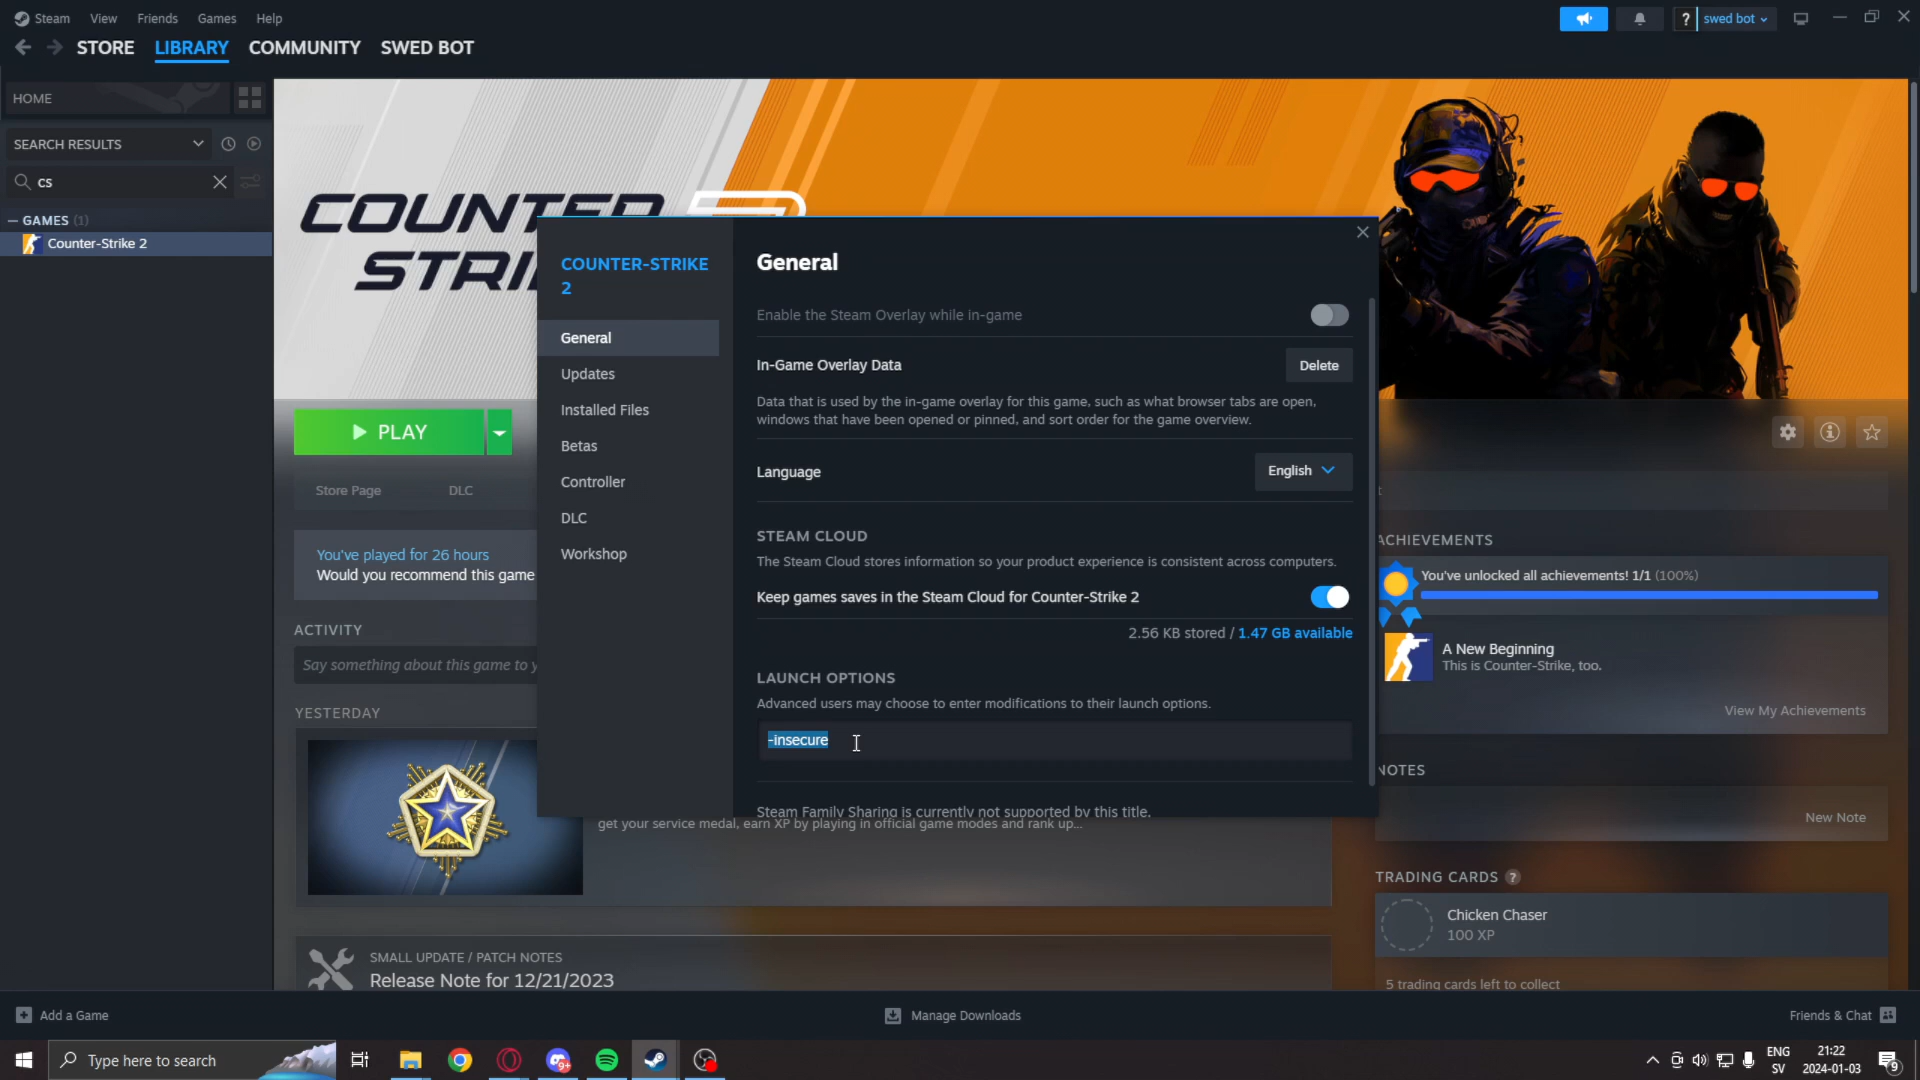 Steam View Friends Games Help
? swed bot
STORE LIBRARY COMMUNITY SWED BOT
HOME
SEARCH RESULTS
cs
GAMES (1)
Counter-Strike 2
COUNTER
STRI
COUNTER-STRIKE
2
General
Updates
Installed Files
Betas
Controller
DLC
Workshop
General
Enable the Steam Overlay while in-game
In-Game Overlay Data
Delete
Data that is used by the in-game overlay for this game, such as what browser tabs are open,
windows that have been opened or pinned, and sort order for the game overview.
Language
English
STEAM CLOUD
The Steam Cloud stores information so your product experience is consistent across computers.
Keep games saves in the Steam Cloud for Counter-Strike 2
2.56 KB stored / 1.47 GB available
LAUNCH OPTIONS
Advanced users may choose to enter modifications to their launch options.
-insecure
Steam Family Sharing is currently not supported by this title.
PLAY
Store Page DLC
You've played for 26 hours
Would you recommend this game
ACTIVITY
Say something about this game to y
YESTERDAY
get your service medal, earn XP by playing in official game modes and rank up...
SMALL UPDATE / PATCH NOTES
Release Note for 12/21/2023
ACHIEVEMENTS
You've unlocked all achievements! 1/1 (100%)
A New Beginning
This is Counter-Strike, too.
View My Achievements
NOTES
New Note
TRADING CARDS ?
Chicken Chaser
100 XP
5 trading cards left to collect
Add a Game
Manage Downloads
Friends & Chat
Type here to search
9+
ENG
SV
21:22
2024-01-03
9